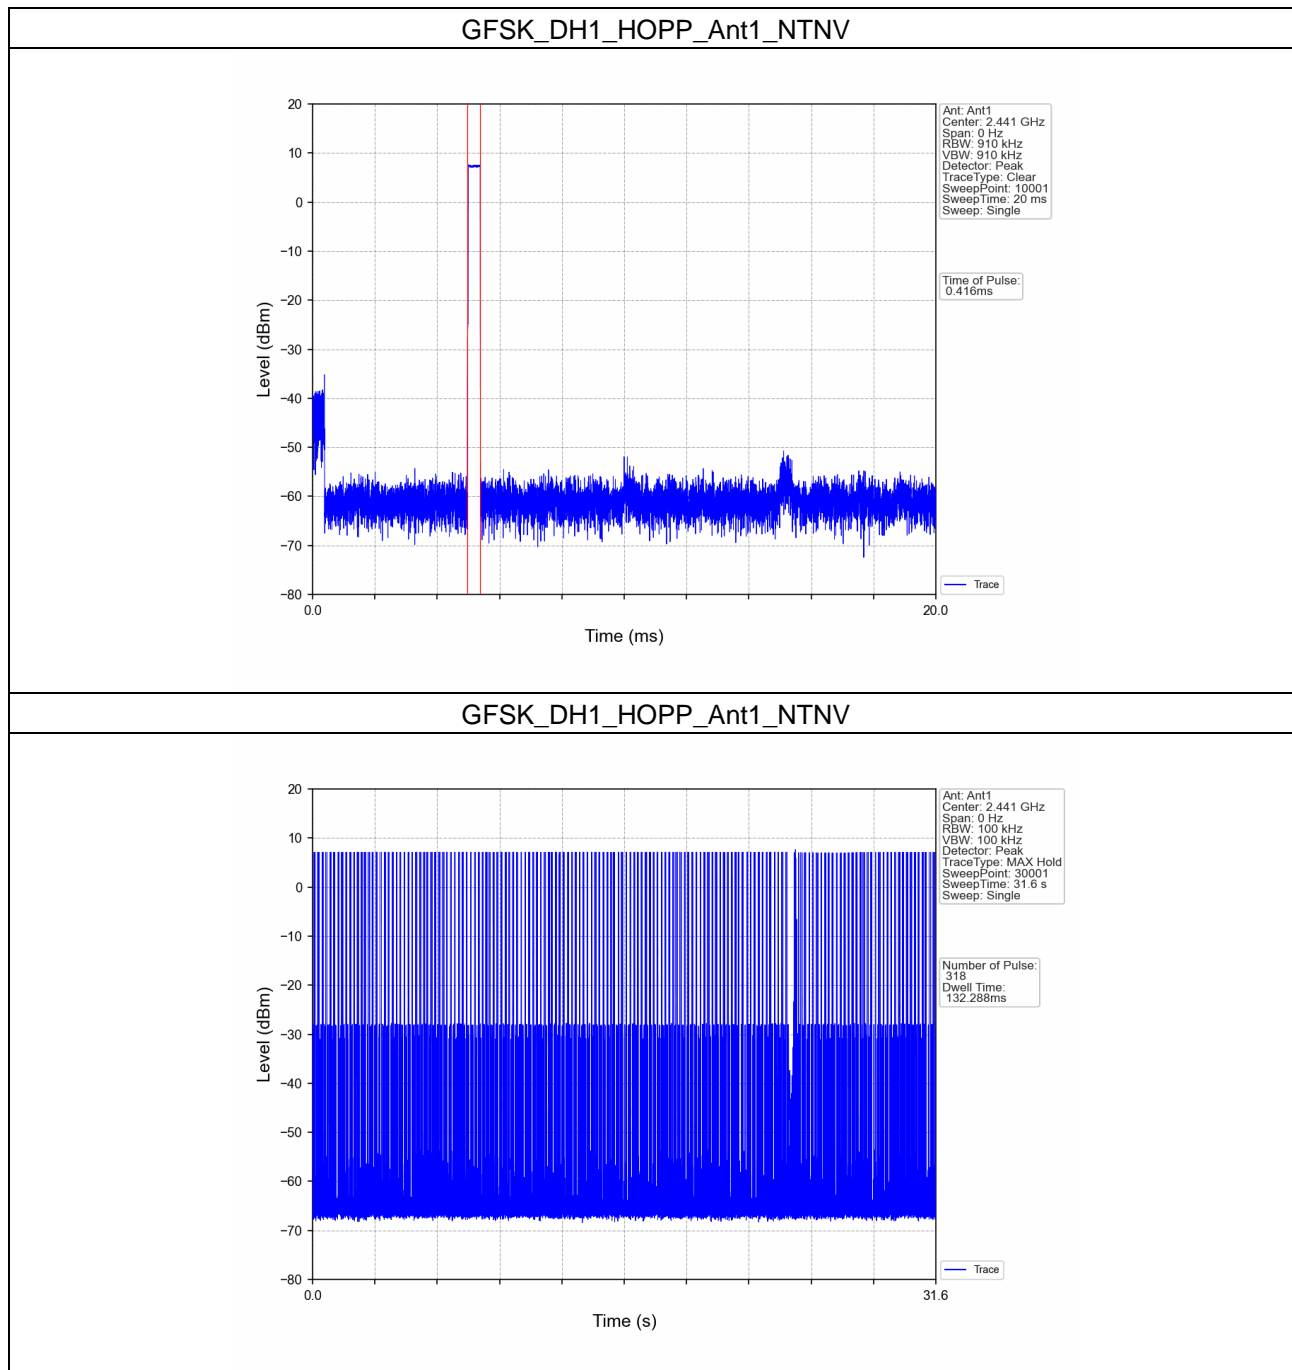 GFSK_DH1_HOPP_Ant1_NTNV
20
10
0
−10
−20
−30
−40
−50
−60
−70
−80
Level (dBm)
0.0
20.0
Time (ms)
Ant: Ant1
Center: 2.441 GHz
Span: 0 Hz
RBW: 910 kHz
VBW: 910 kHz
Detector: Peak
TraceType: Clear
SweepPoint: 10001
SweepTime: 20 ms
Sweep: Single
Time of Pulse:
0.416ms
Trace
GFSK_DH1_HOPP_Ant1_NTNV
20
10
0
−10
−20
−30
−40
−50
−60
−70
−80
Level (dBm)
0.0
31.6
Time (s)
Ant: Ant1
Center: 2.441 GHz
Span: 0 Hz
RBW: 100 kHz
VBW: 100 kHz
Detector: Peak
TraceType: MAX Hold
SweepPoint: 30001
SweepTime: 31.6 s
Sweep: Single
Number of Pulse:
318
Dwell Time:
132.288ms
Trace